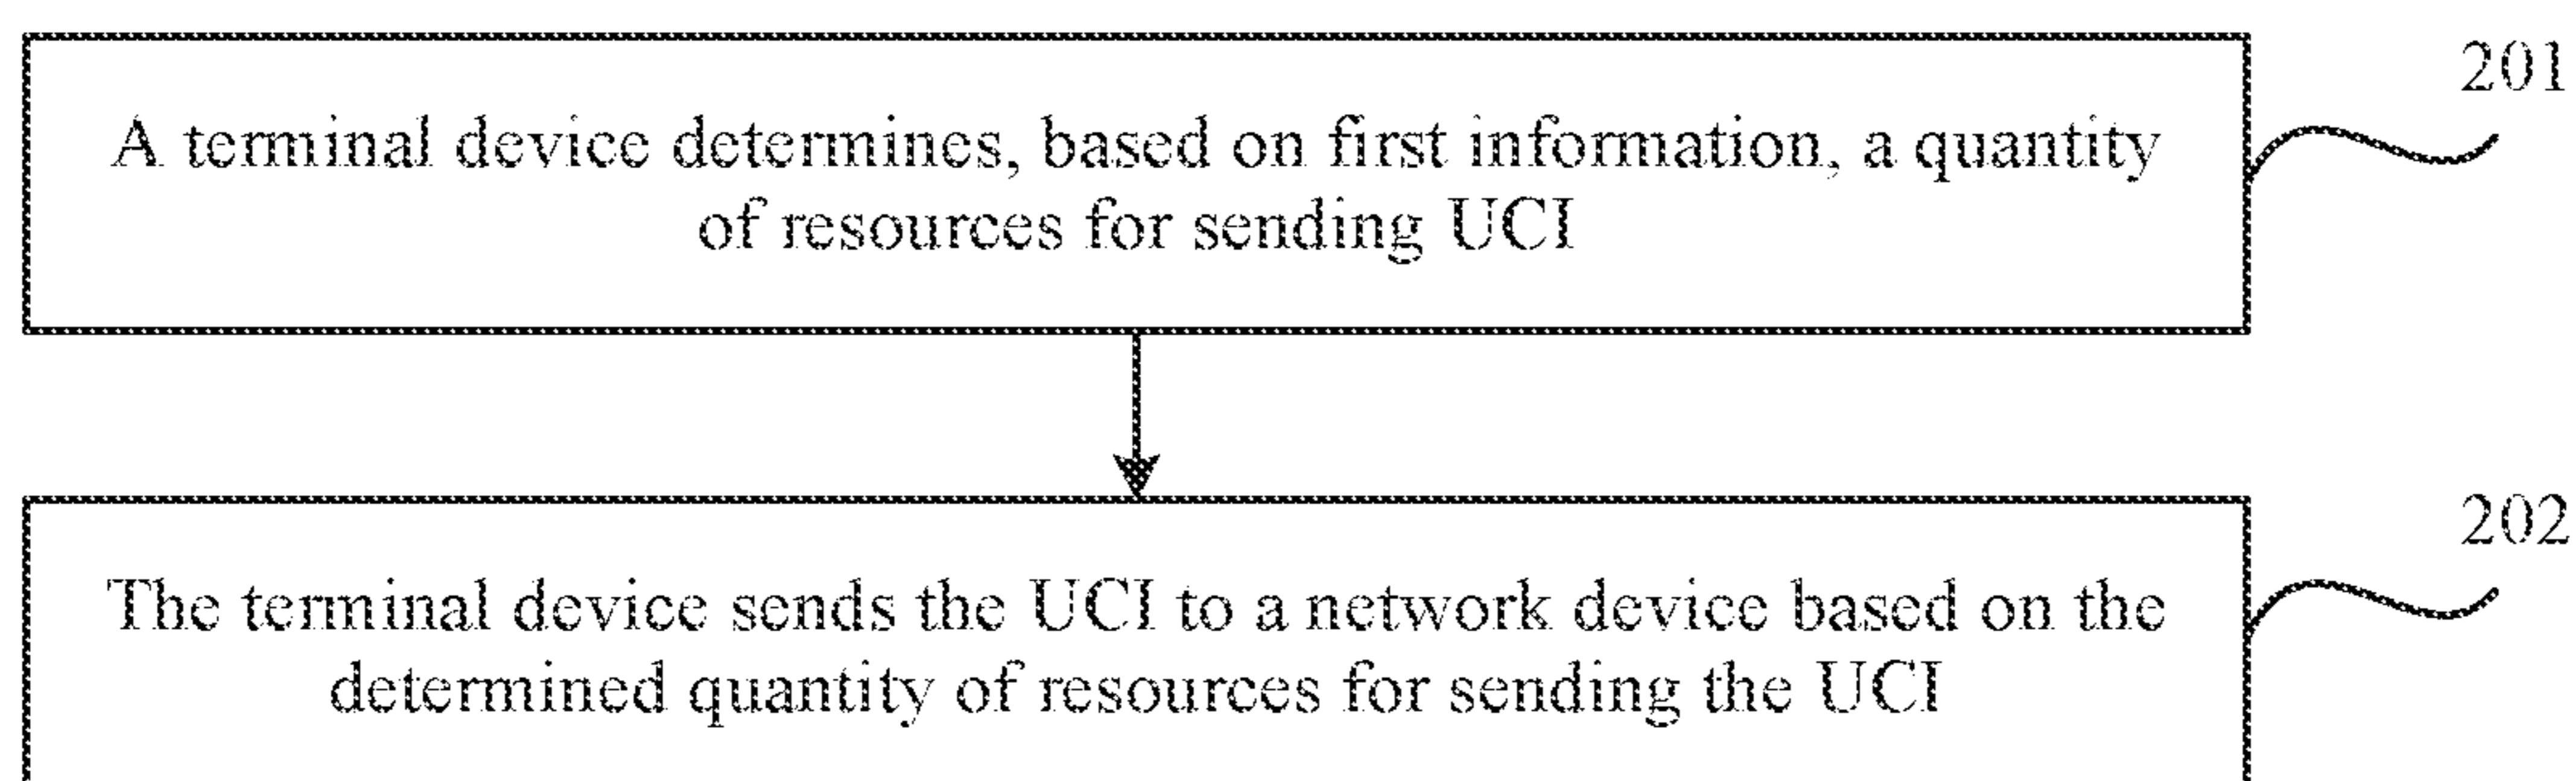 201
A terminal device determines, based on first information, a quantity
of resources for sending UCI
202
The terminal device sends the UCI to a network device based on the
determined quantity of resources for sending the UCI